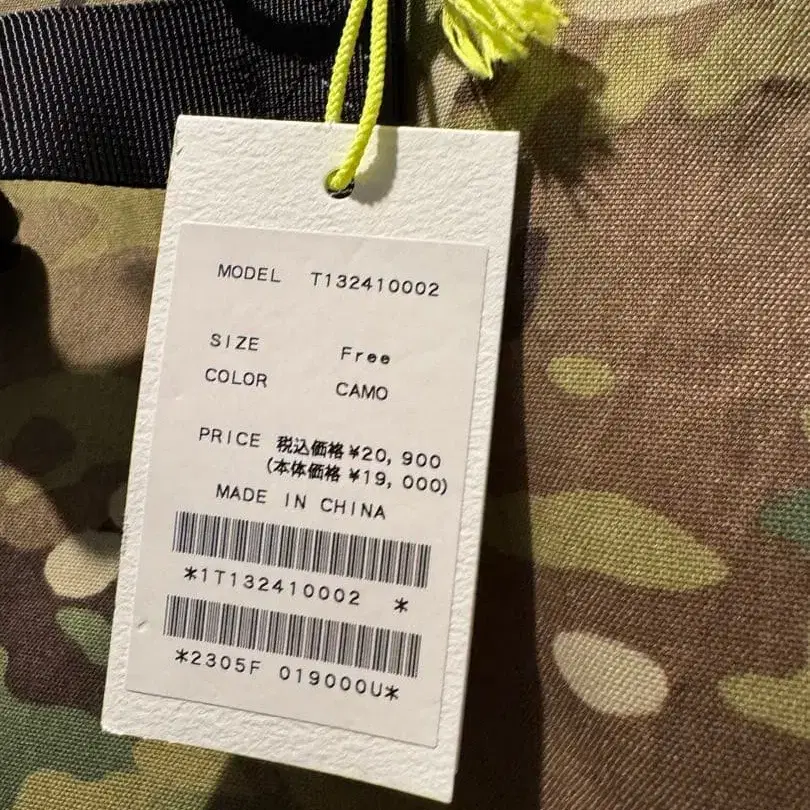 MODEL T132410002
SIZE Free
COLOR CAMO
PRICE 税込価格 ¥20,900
(本体価格 ¥19,000)
MADE IN CHINA
*1T132410002 *
*2305F 019000U*